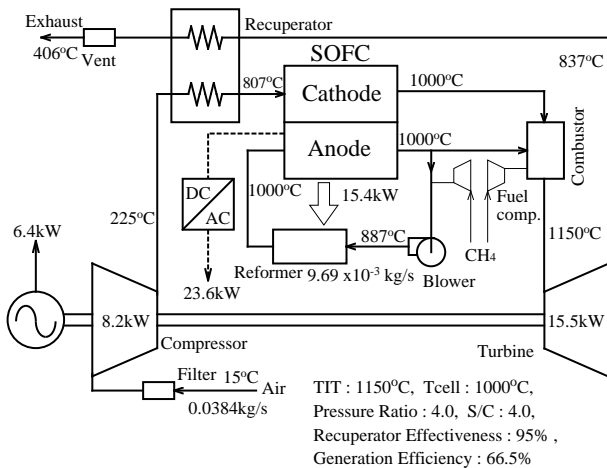 Exhaust
406°C
Vent
Recuperator
837°C
SOFC
807°C
Cathode
1000°C
Anode
1000°C
Combustor
1000°C
15.4kW
Fuel
comp.
DC
AC
225°C
887°C
CH4
1150°C
6.4kW
Reformer
9.69 x10-3 kg/s
Blower
23.6kW
8.2kW
15.5kW
Compressor
Turbine
Filter
15°C
Air
0.0384kg/s
TIT : 1150°C, Tcell : 1000°C,
Pressure Ratio : 4.0, S/C : 4.0,
Recuperator Effectiveness : 95% ,
Generation Efficiency : 66.5%